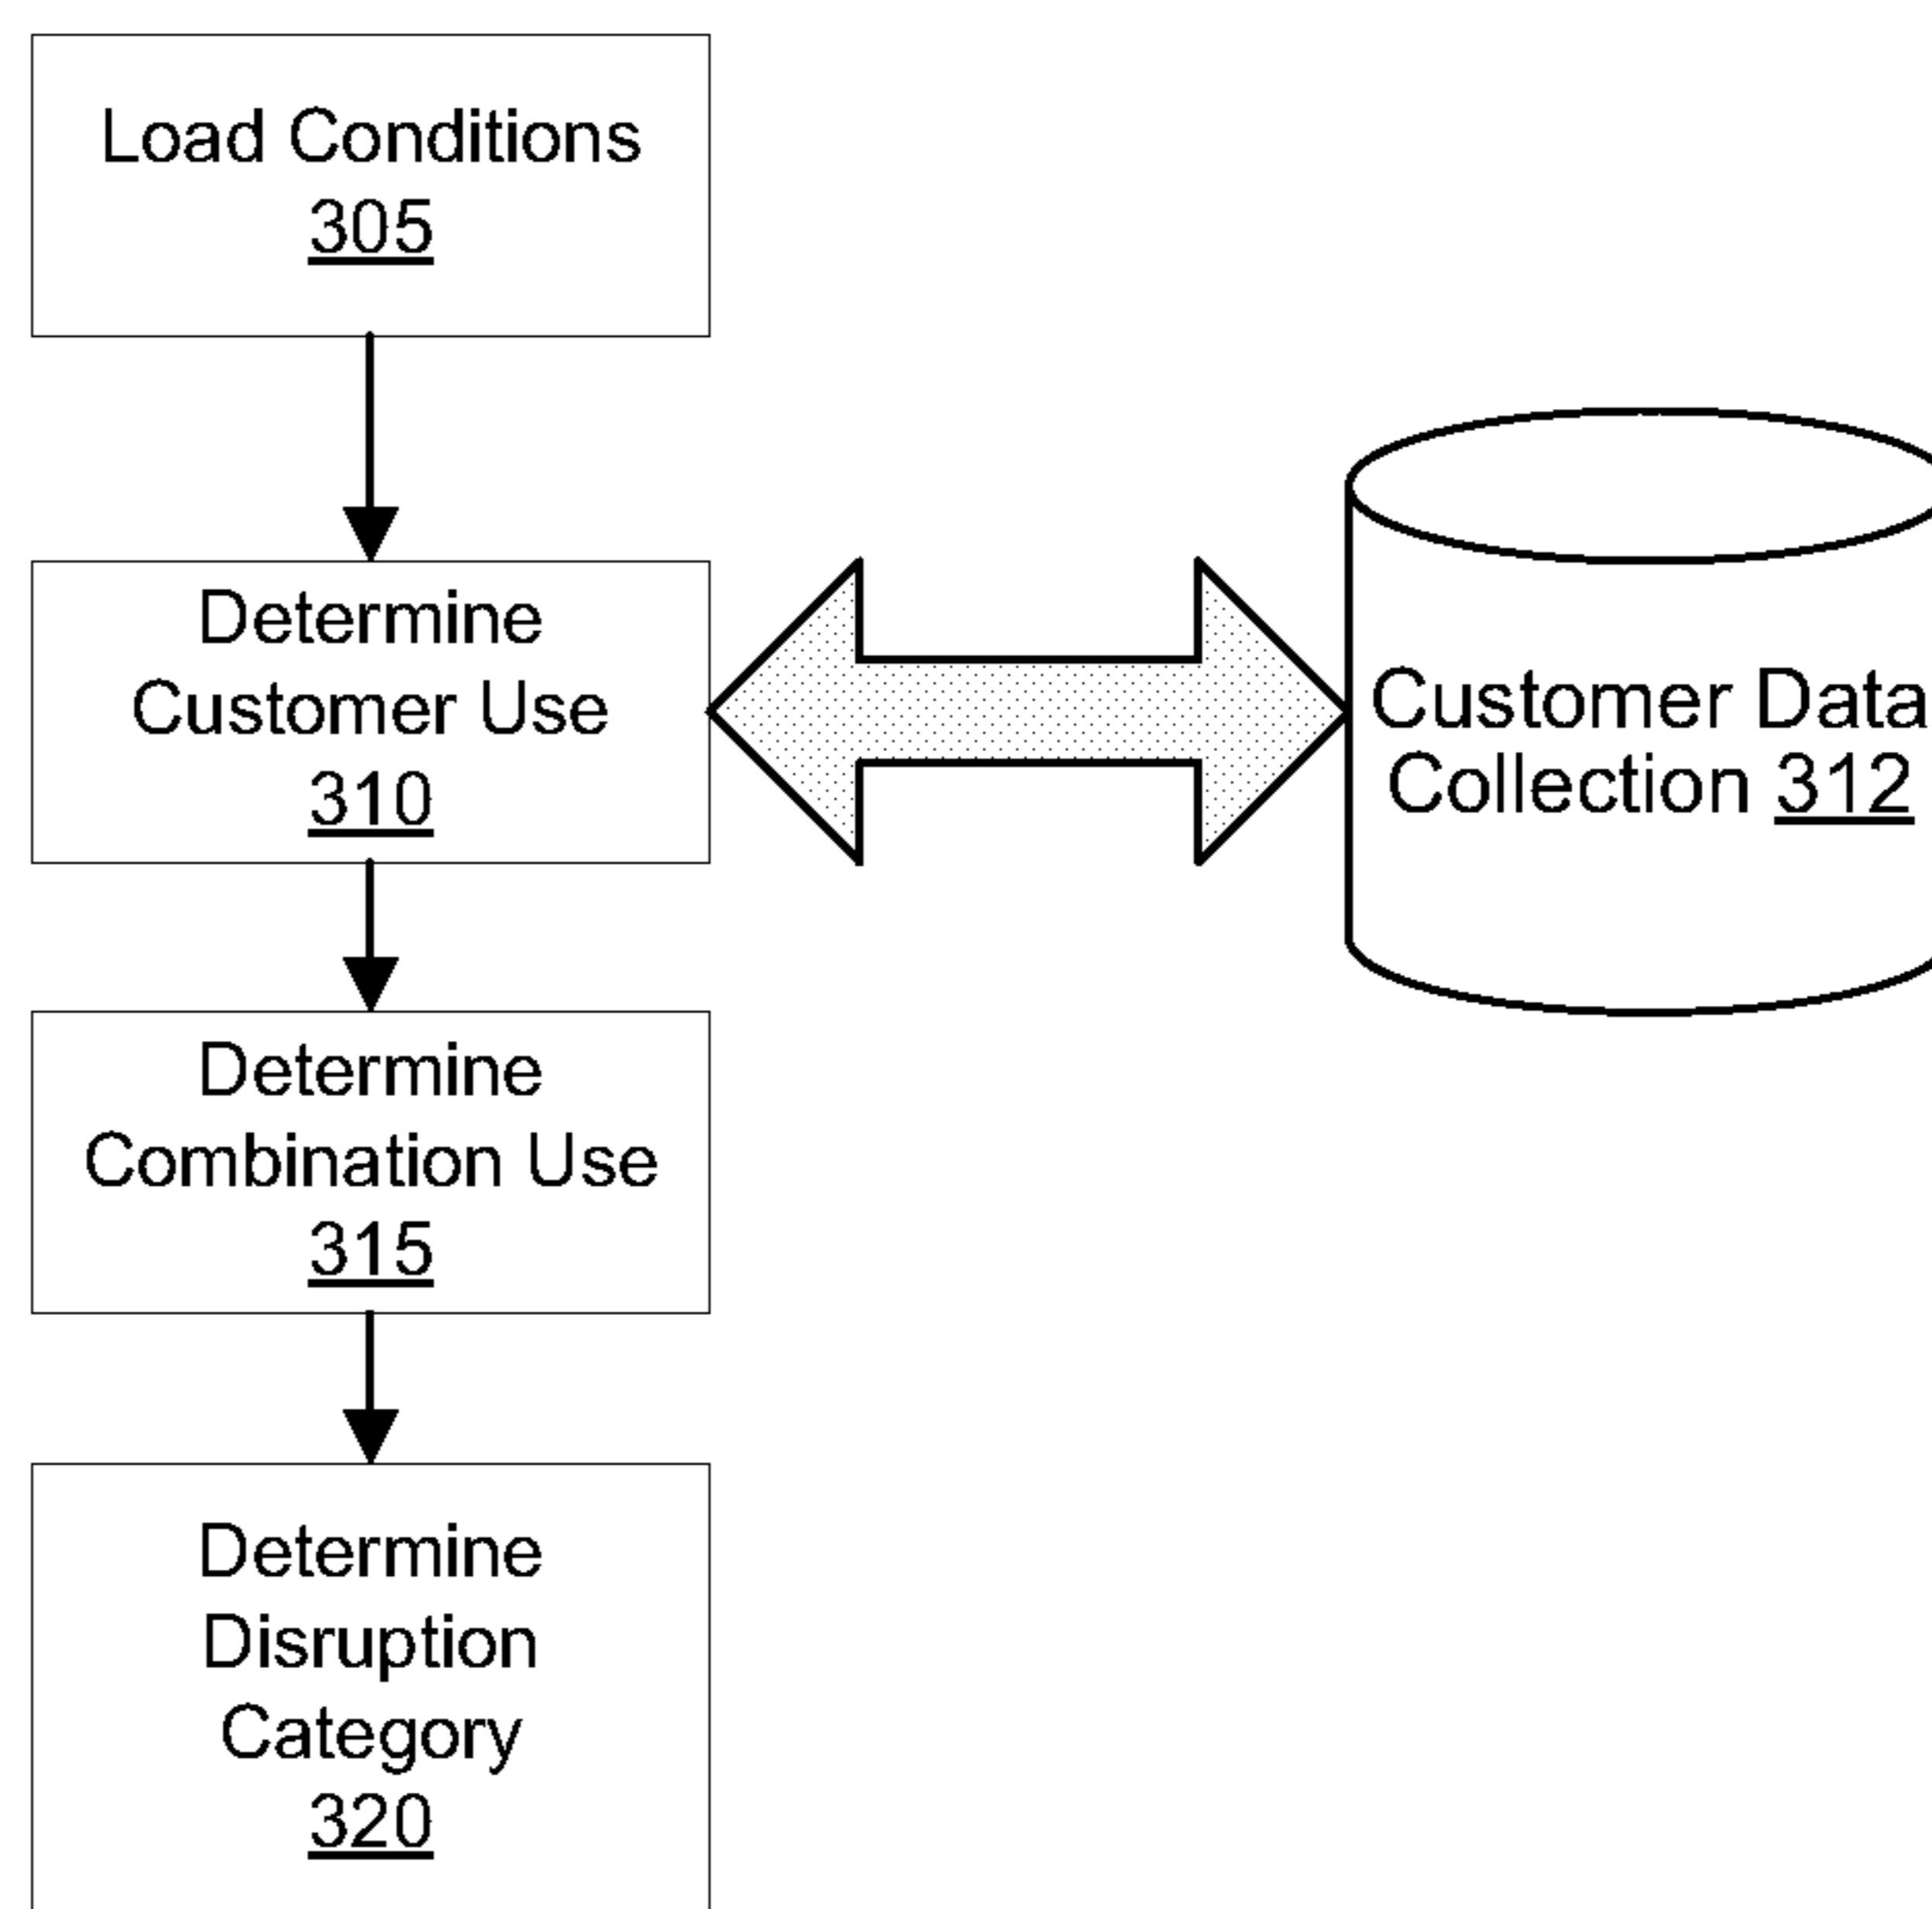 Load Conditions
305
Determine
Customer Use
310
Customer Data
Collection 312
Determine
Combination Use
315
Determine
Disruption
Category
320